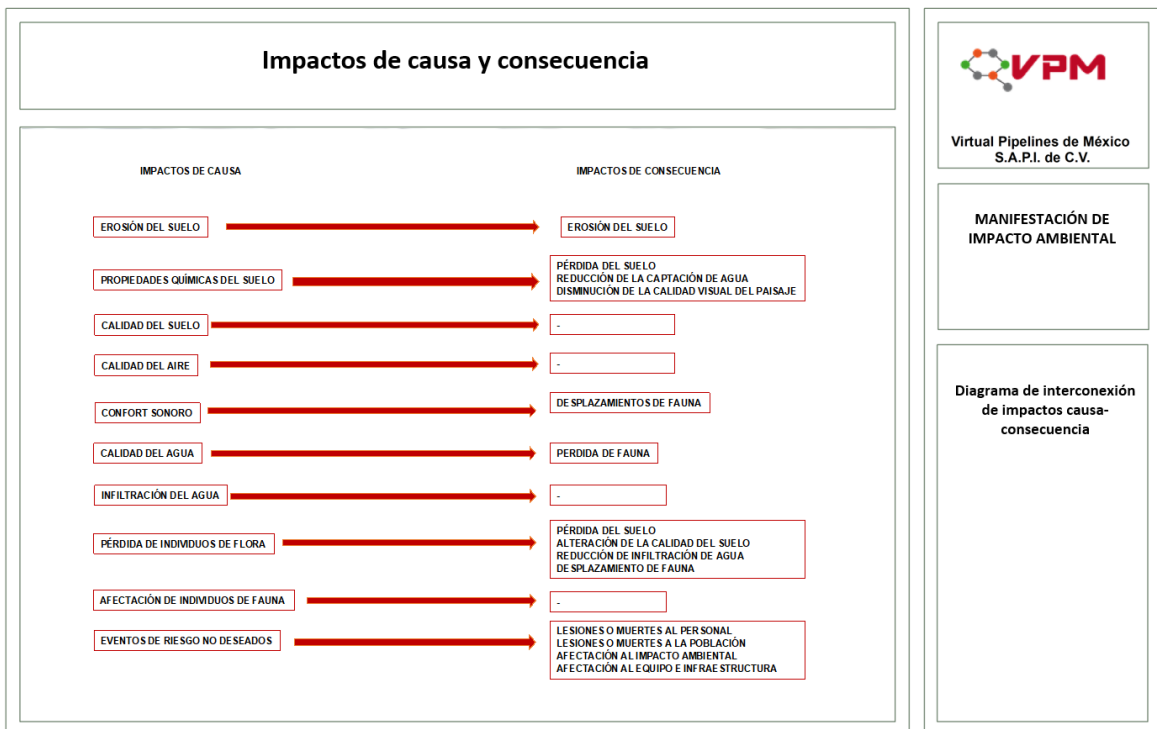 Impactos de causa y consecuencia
IMPACTOS DE CAUSA
IMPACTOS DE CONSECUENCIA
EROSIÓN DEL SUELO
EROSIÓN DEL SUELO
PROPIEDADES QUÍMICAS DEL SUELO
PÉRDIDA DEL SUELO
REDUCCIÓN DE LA CAPTACIÓN DE AGUA
DISMINUCIÓN DE LA CALIDAD VISUAL DEL PAISAJE
CALIDAD DEL SUELO
-
CALIDAD DEL AIRE
-
CONFORT SONORO
DESPLAZAMIENTOS DE FAUNA
CALIDAD DEL AGUA
PERDIDA DE FAUNA
INFILTRACIÓN DEL AGUA
-
PÉRDIDA DE INDIVIDUOS DE FLORA
PÉRDIDA DEL SUELO
ALTERACIÓN DE LA CALIDAD DEL SUELO
REDUCCIÓN DE INFILTRACIÓN DE AGUA
DESPLAZAMIENTO DE FAUNA
AFECTACIÓN DE INDIVIDUOS DE FAUNA
-
EVENTOS DE RIESGO NO DESEADOS
LESIONES O MUERTES AL PERSONAL
LESIONES O MUERTES A LA POBLACIÓN
AFECTACIÓN AL IMPACTO AMBIENTAL
AFECTACIÓN AL EQUIPO E INFRAESTRUCTURA
VPM
Virtual Pipelines de México
S.A.P.I. de C.V.
MANIFESTACIÓN DE
IMPACTO AMBIENTAL
Diagrama de interconexión
de impactos causa-
consecuencia